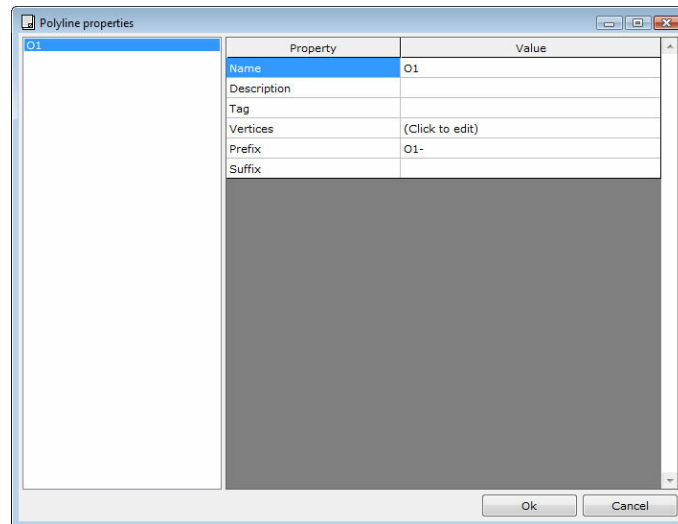 Polyline properties
O1
Property Value
Name O1
Description
Tag
Vertices (Click to edit)
Prefix O1-
Suffix
Ok Cancel